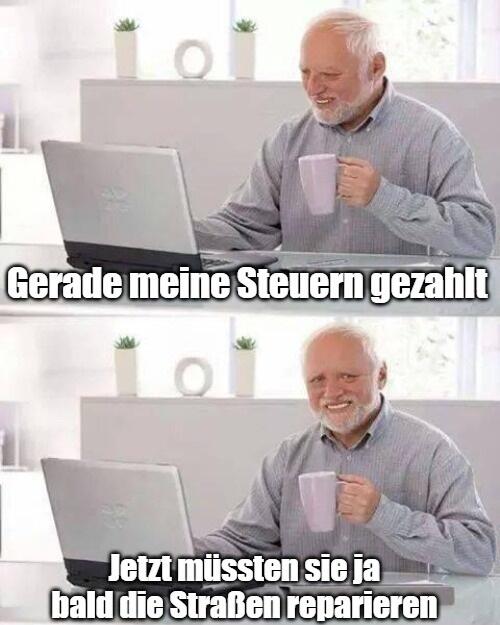 Gerade meine Steuern gezahlt
Jetzt müssten sie ja
bald die Straßen reparieren